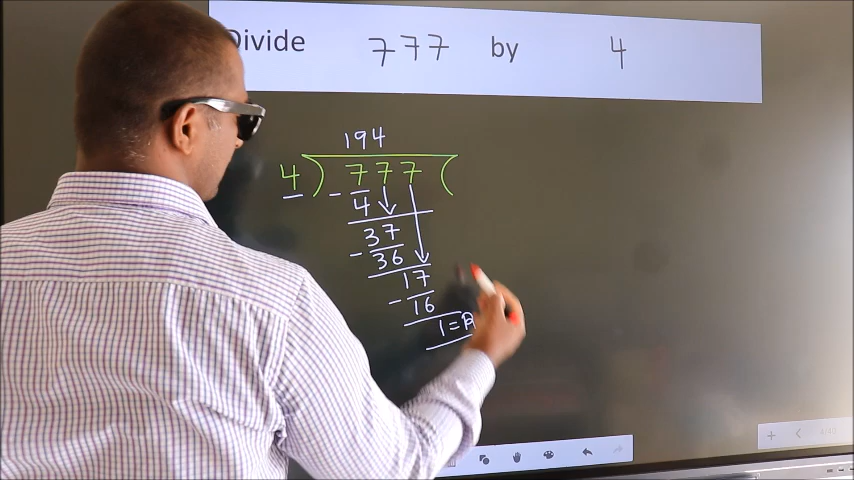 Divide 777 by 4
194
4 ) 777 (
- 4
37
- 36
17
- 16
1 = R